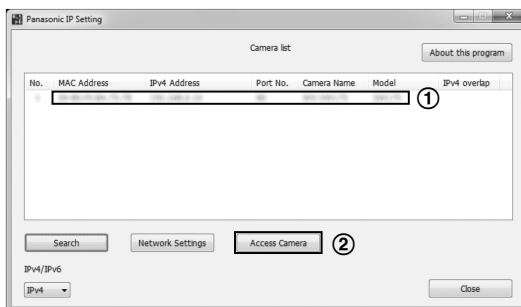 Panasonic IP Setting
Camera list
About this program
No. MAC Address IPv4 Address Port No. Camera Name Model IPv4 overlap
①
Search Network Settings Access Camera ②
IPv4/IPv6
IPv4 Close